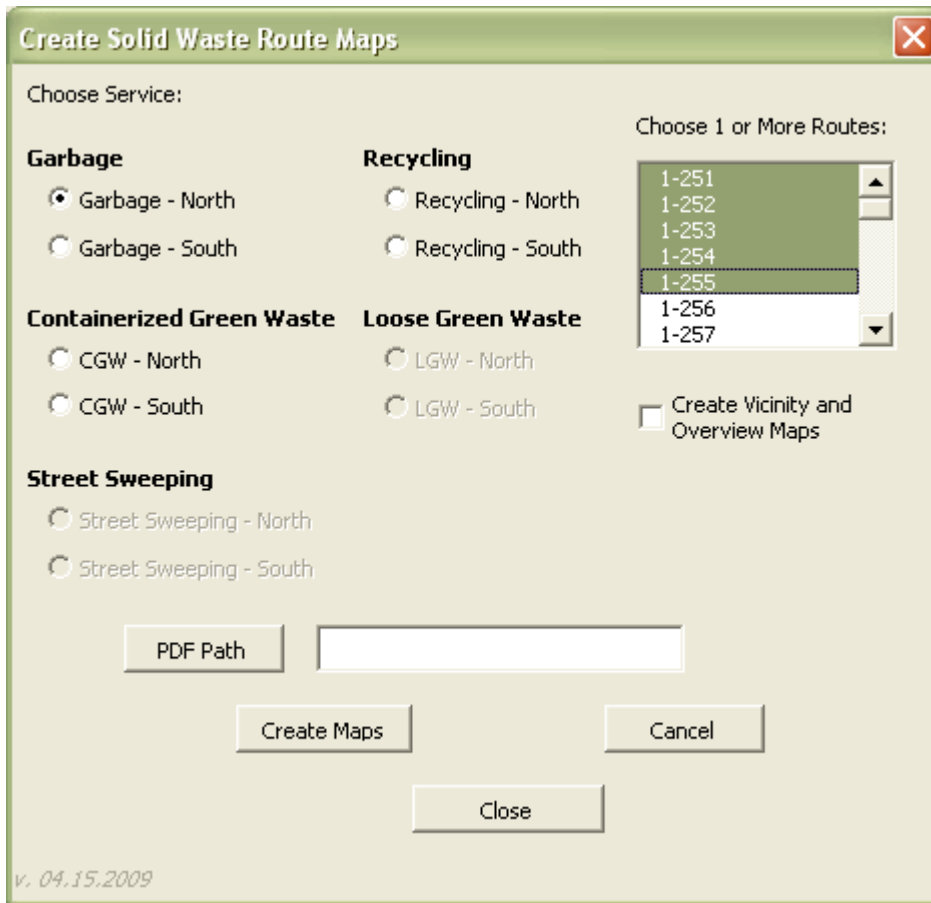 Create Solid Waste Route Maps
Choose Service:
Choose 1 or More Routes:
Garbage
Garbage - North
Garbage - South
Recycling
Recycling - North
Recycling - South
1-251
1-252
1-253
1-254
1-255
1-256
1-257
Containerized Green Waste
CGW - North
CGW - South
Loose Green Waste
LGW - North
LGW - South
Create Vicinity and
Overview Maps
Street Sweeping
Street Sweeping - North
Street Sweeping - South
PDF Path
Create Maps
Cancel
Close
v. 04.15.2009